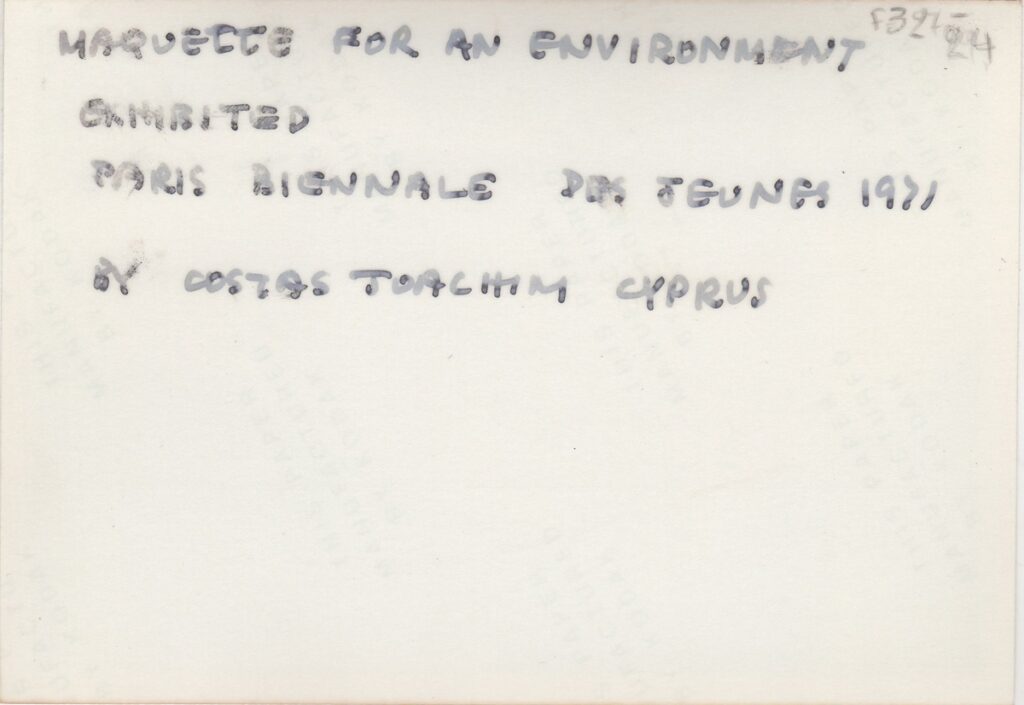 MAQUETTE FOR AN ENVIRONMENT
EXHIBITED
PARIS BIENNALE DES JEUNES 1971
BY COSTAS JOACHIM CYPRUS